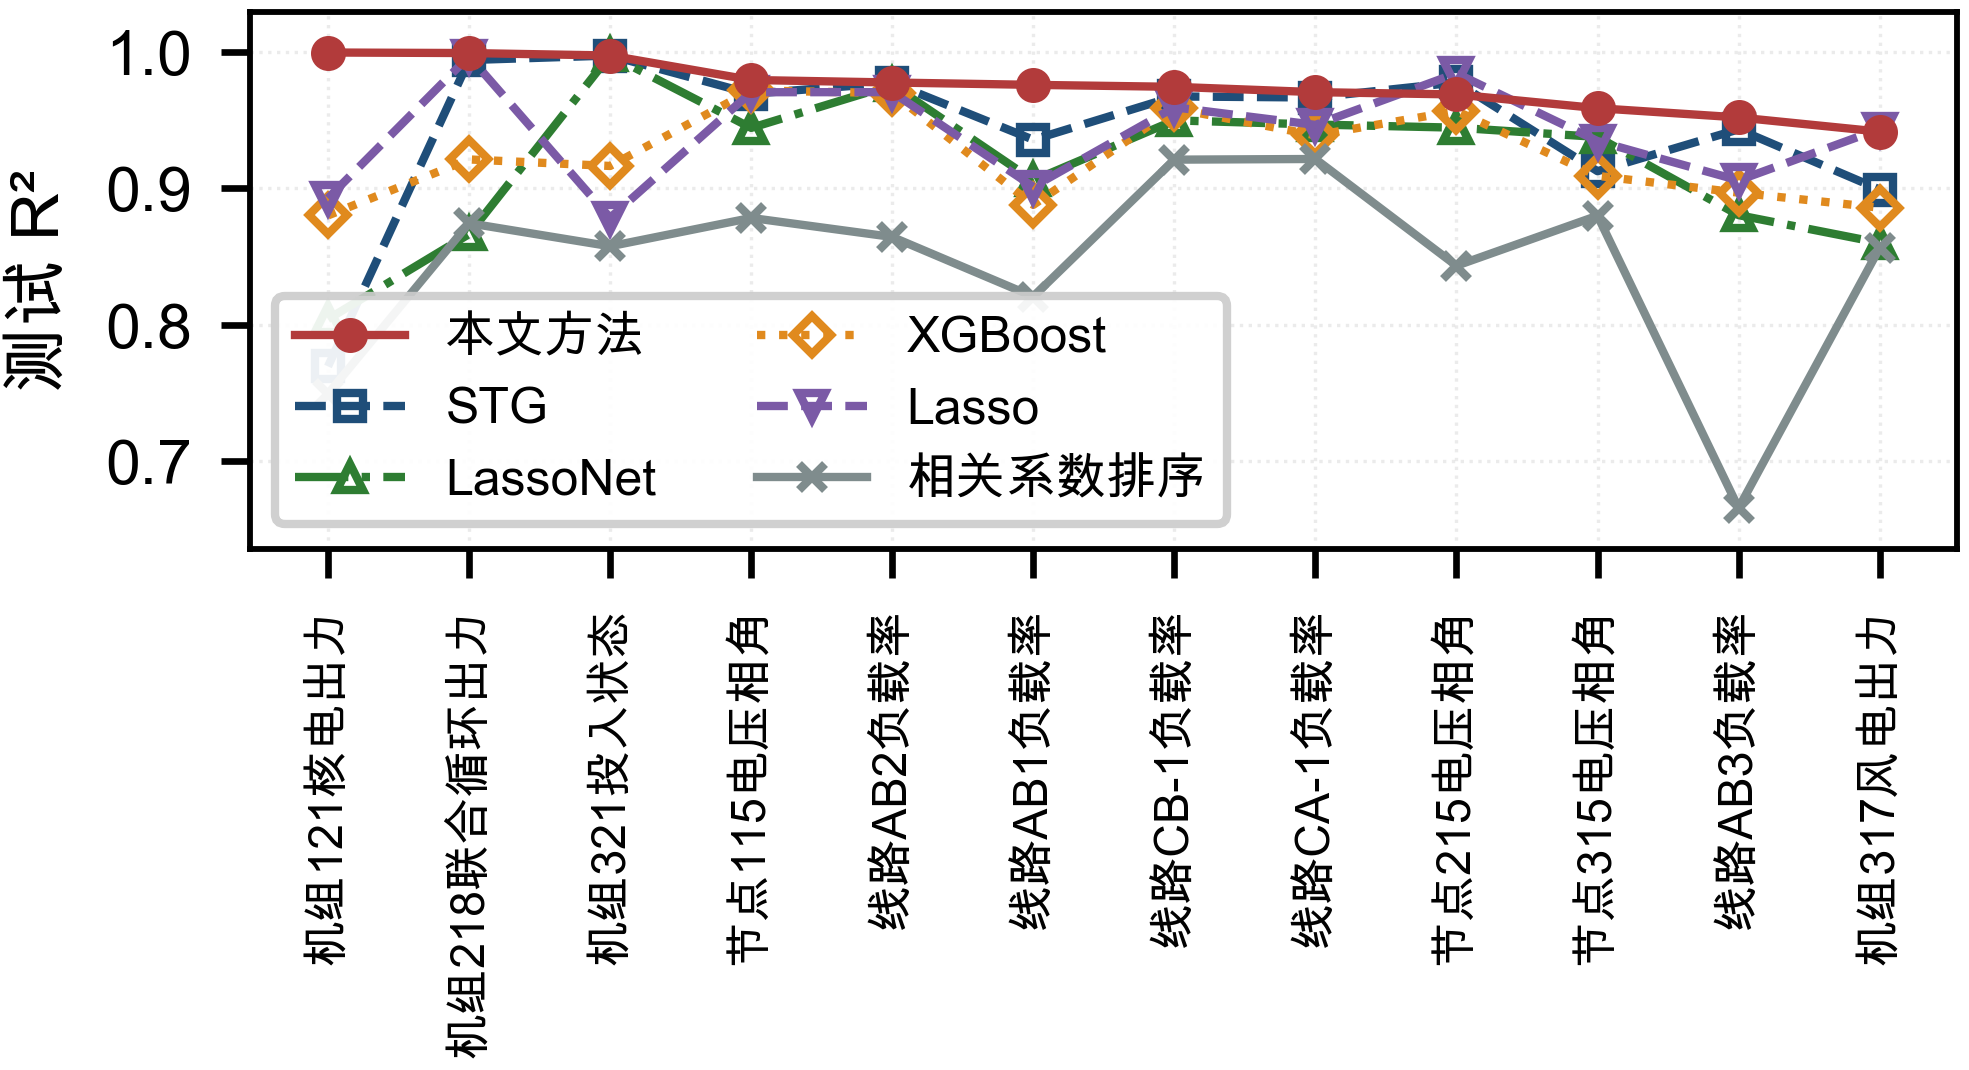 测试 R²
1.0
0.9
0.8
0.7
本文方法
STG
LassoNet
XGBoost
Lasso
相关系数排序
机组121核电出力
机组218联合循环出力
机组321投入状态
节点115电压相角
线路AB2负载率
线路AB1负载率
线路CB-1负载率
线路CA-1负载率
节点215电压相角
节点315电压相角
线路AB3负载率
机组317风电出力